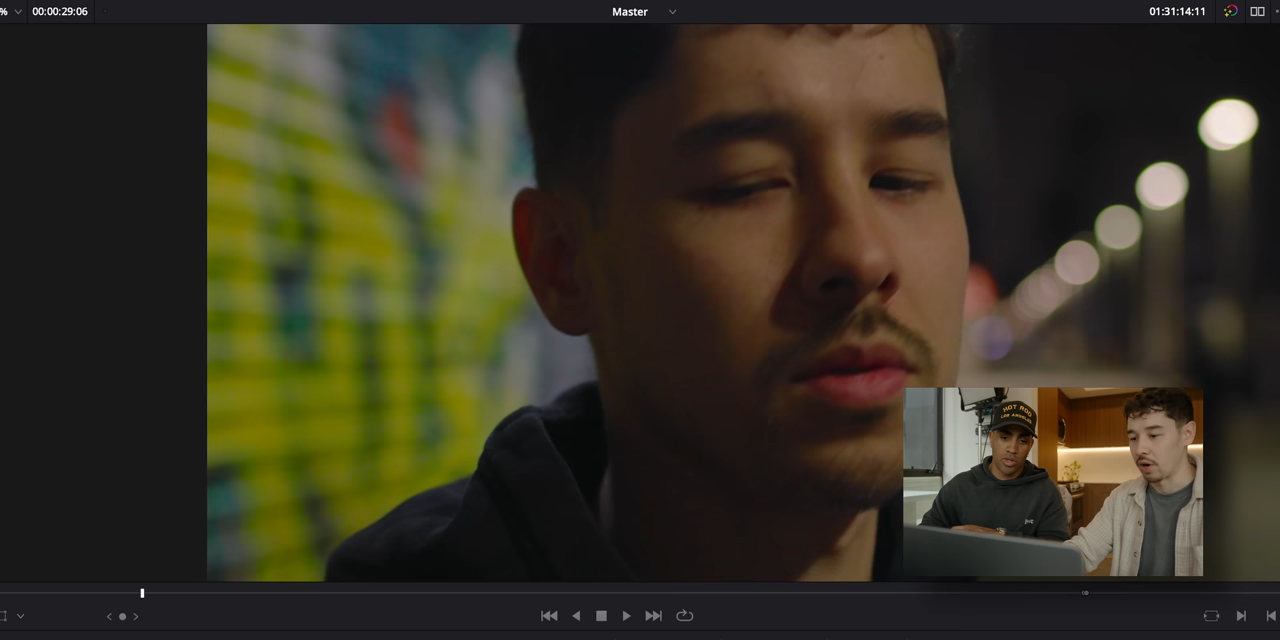 %
00:00:29:06
Master
01:31:14:11
HOT ROD
LOS ANGELES